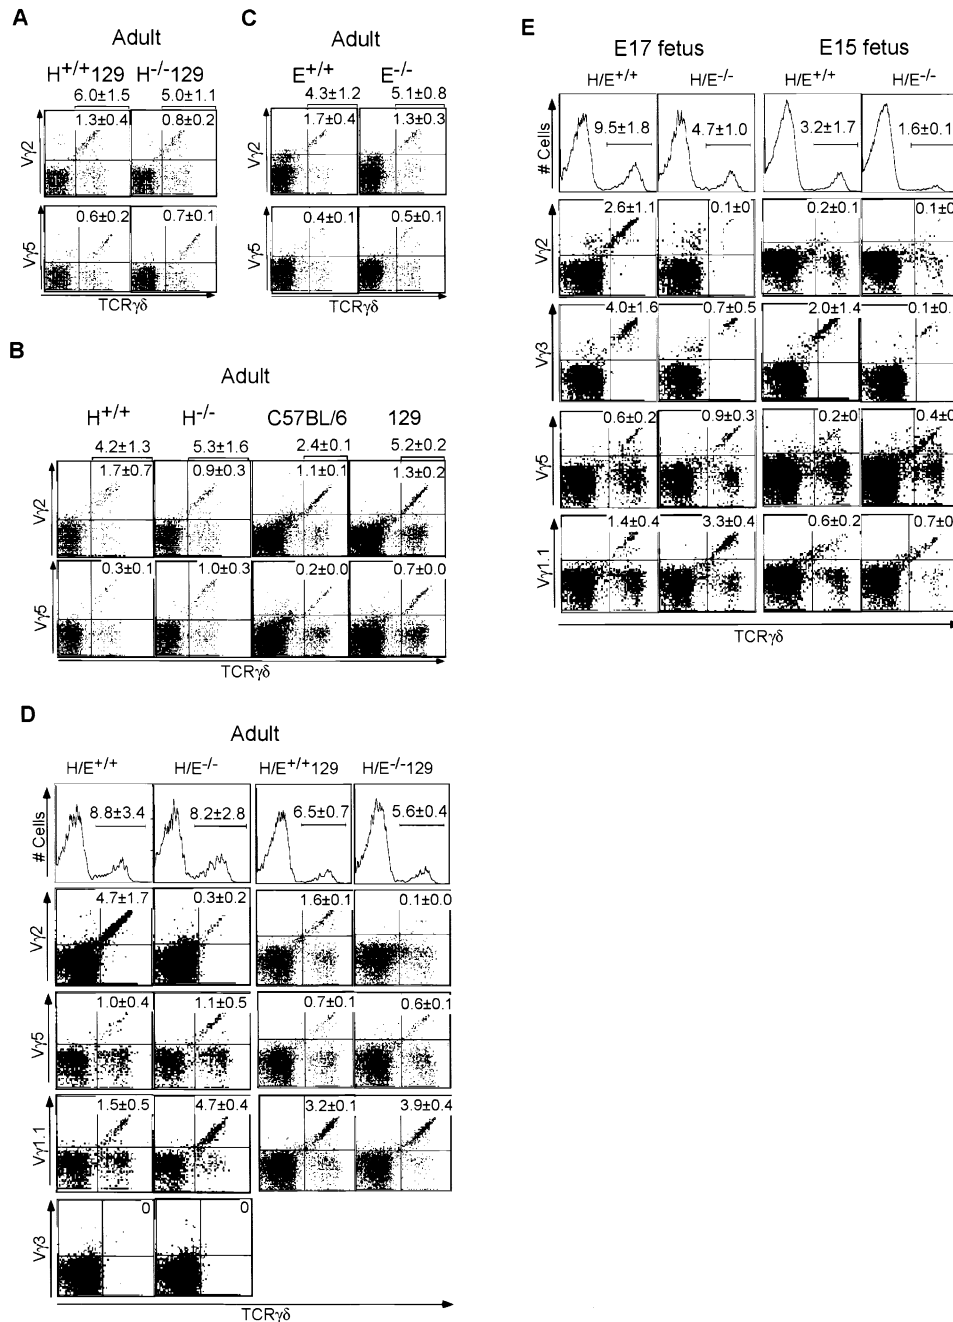 A
Adult
H+/+129 H-/-129
6.0±1.5 5.0±1.1
1.3±0.4 0.8±0.2
Vγ2
0.6±0.2 0.7±0.1
Vγ5
TCRγδ
C
Adult
E+/+ E-/-
4.3±1.2 5.1±0.8
1.7±0.4 1.3±0.3
Vγ2
0.4±0.1 0.5±0.1
Vγ5
TCRγδ
B
Adult
H+/+ H-/- C57BL/6 129
4.2±1.3 5.3±1.6 2.4±0.1 5.2±0.2
1.7±0.7 0.9±0.3 1.1±0.1 1.3±0.2
Vγ2
0.3±0.1 1.0±0.3 0.2±0.0 0.7±0.0
Vγ5
TCRγδ
D
Adult
H/E+/+ H/E-/- H/E+/+129 H/E-/-129
8.8±3.4 8.2±2.8 6.5±0.7 5.6±0.4
# Cells
4.7±1.7 0.3±0.2 1.6±0.1 0.1±0.0
Vγ2
1.0±0.4 1.1±0.5 0.7±0.1 0.6±0.1
Vγ5
1.5±0.5 4.7±0.4 3.2±0.1 3.9±0.4
Vγ1.1
0 0
Vγ3
TCRγδ
E
E17 fetus E15 fetus
H/E+/+ H/E-/- H/E+/+ H/E-/-
9.5±1.8 4.7±1.0 3.2±1.7 1.6±0.1
# Cells
2.6±1.1 0.1±0 0.2±0.1 0.1±0
Vγ2
4.0±1.6 0.7±0.5 2.0±1.4 0.1±0.1
Vγ3
0.6±0.2 0.9±0.3 0.2±0 0.4±0
Vγ5
1.4±0.4 3.3±0.4 0.6±0.2 0.7±0
Vγ1.1
TCRγδ